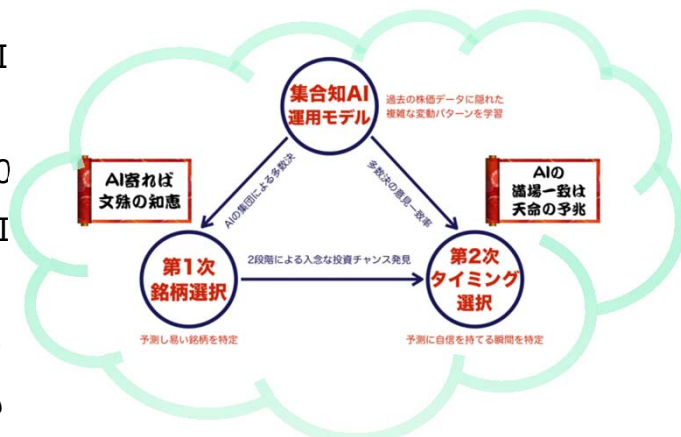 集合知AI
運用モデル
過去の株価データに隠れた
複雑な変動パターンを学習
AI寄れば
文殊の知恵
AIの集団による多数決
多数決の意見一致率
AIの
満場一致は
天命の予兆
第1次
銘柄選択
2段階による入念な投資チャンス発見
第2次
タイミング
選択
予測し易い銘柄を特定
予測に自信を持てる瞬間を特定